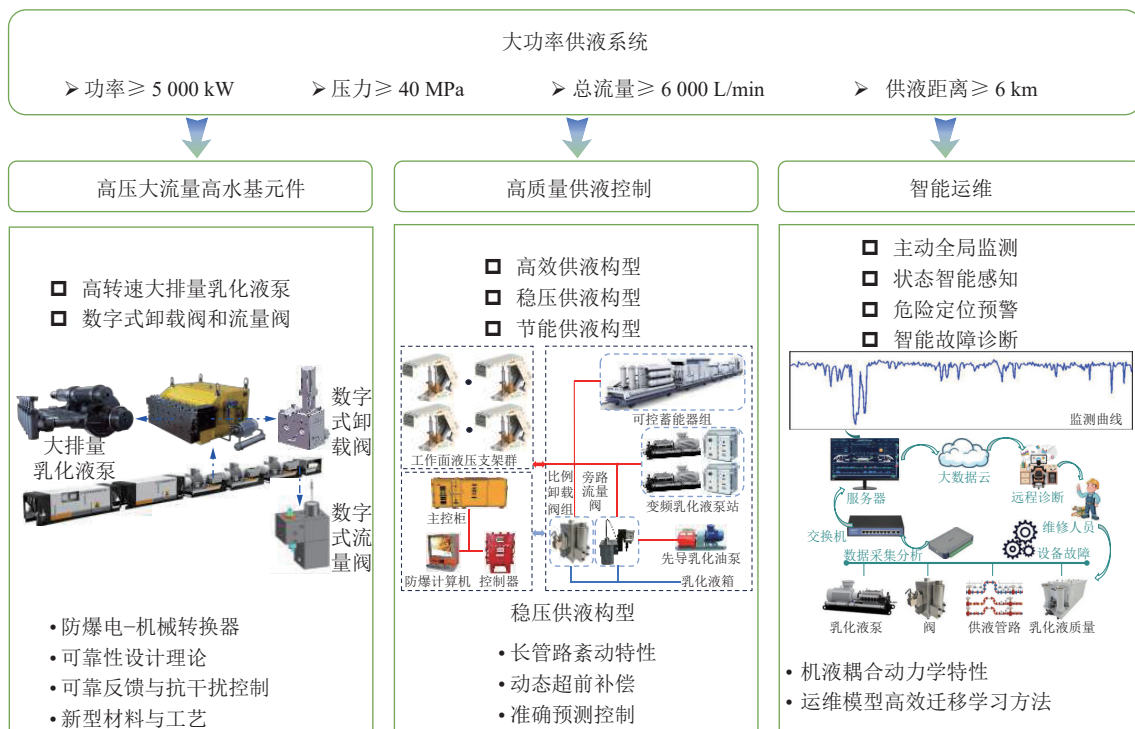 大功率供液系统
➢ 功率≥ 5 000 kW
➢ 压力≥ 40 MPa
➢ 总流量≥ 6 000 L/min
➢ 供液距离≥ 6 km
高压大流量高水基元件
高转速大排量乳化液泵
数字式卸载阀和流量阀
大排量
乳化液泵
数字
式卸
载阀
数字
式流
量阀
• 防爆电–机械转换器
• 可靠性设计理论
• 可靠反馈与抗干扰控制
• 新型材料与工艺
高质量供液控制
高效供液构型
稳压供液构型
节能供液构型
工作面液压支架群
可控蓄能器组
比例
卸载
阀组
旁路
流量
阀
变频乳化液泵站
主控柜
防爆计算机
控制器
先导乳化油泵
乳化液箱
稳压供液构型
• 长管路紊动特性
• 动态超前补偿
• 准确预测控制
智能运维
主动全局监测
状态智能感知
危险定位预警
智能故障诊断
监测曲线
服务器
大数据云
远程诊断
维修人员
交换机
数据采集分析
设备故障
乳化液泵
阀
供液管路
乳化液质量
• 机液耦合动力学特性
• 运维模型高效迁移学习方法